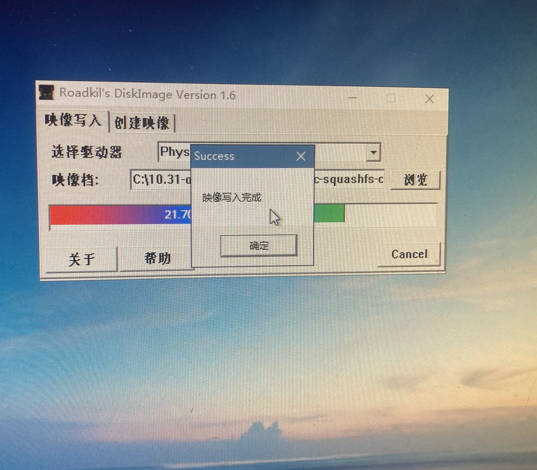 Roadkil's DiskImage Version 1.6
映像写入 创建映像
选择驱动器 Phys
映像档: C:\10.31-o c-squashfs-c 浏览
21.70
Success
映像写入完成
确定
关于 帮助 Cancel